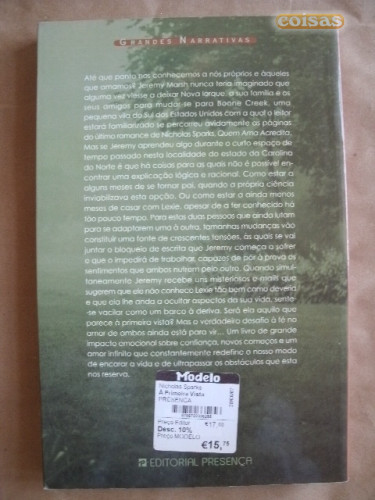 coisas
GRANDES NARRATIVAS
Até que ponto nos conhecemos a nós próprios e àqueles
que amamos? Jeremy Marsh nunca teria imaginado que
alguma vez viesse a deixar Nova Iorque, a sua família e os
seus amigos para mudar-se para Boone Creek, uma
pequena vila do Sul dos Estados Unidos com a qual o leitor
estará familiarizado se percorreu avidamente as páginas
do último romance de Nicholas Sparks, Quem Ama Acredita.
Mas se Jeremy aprendeu algo durante o curto espaço de
tempo passado nesta localidade do estado da Carolina
do Norte é que há coisas para as quais não é possível en-
contrar uma explicação lógica e racional. Como estar a
alguns meses de se tornar pai, quando a própria ciência
inviabilizava essa opção. Ou como estar a ainda menos
meses de casar com Lexie, apesar de a ter conhecido há
tão pouco tempo. Para estas duas pessoas que ainda lutam
para se adaptarem uma à outra, tamanhas mudanças vão
constituir uma fonte de crescentes tensões, às quais se vai
juntar o bloqueio de escrita que Jeremy começa a sofrer
e que o impedirá de trabalhar, capazes de pôr à prova os
sentimentos que ambos nutrem pelo outro. Quando simul-
taneamente Jeremy recebe uns misteriosos e-mails que
sugerem que ele não conhece Lexie tão bem como deveria
e que ela lhe anda a ocultar aspectos da sua vida, sente-
-se vacilar como um barco à deriva. Será ela aquilo que
parece à primeira vista? Mas o verdadeiro desafio à fé no
amor de ambos ainda está para vir... Um livro de grande
impacto emocional sobre confiança, novos começos e um
amor infinito que constantemente redefine o nosso modo
de encarar a vida e de ultrapassar os obstáculos que esta
nos reserva.
Modelo
Nicholas Sparks
À Primeira Vista
PRESENÇA
Preço Editor
Desc. 10%
Preço MODELO
€15,75
EDITORIAL PRESENÇA